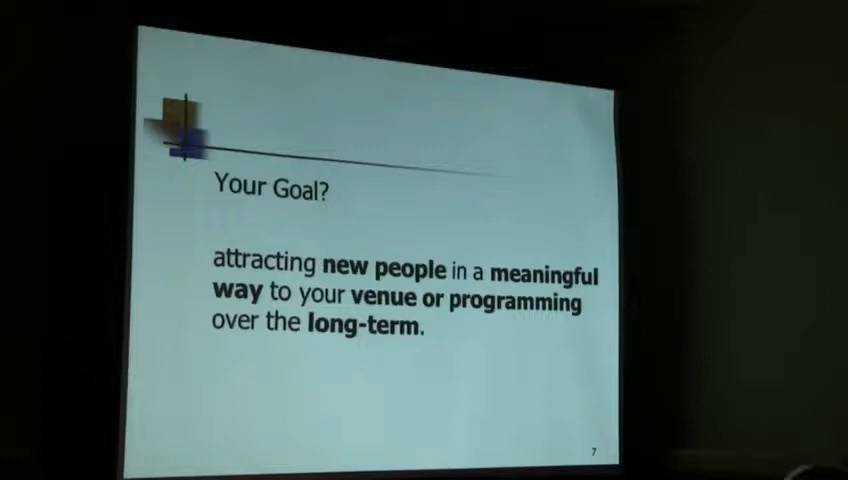 Your Goal?
attracting new people in a meaningful
way to your venue or programming
over the long-term.
7